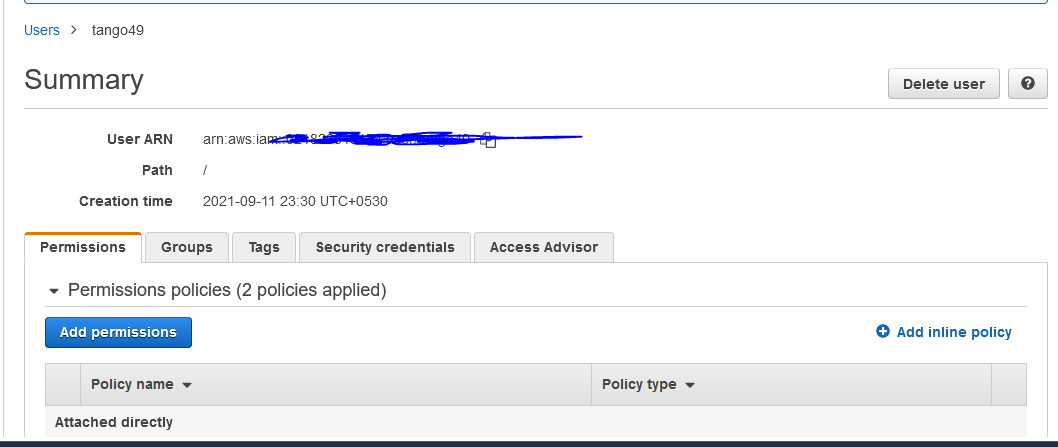 Users > tango49
Summary
Delete user
User ARN arn:aws:iam:
Path /
Creation time 2021-09-11 23:30 UTC+0530
Permissions Groups Tags Security credentials Access Advisor
Permissions policies (2 policies applied)
Add permissions Add inline policy
Policy name Policy type
Attached directly